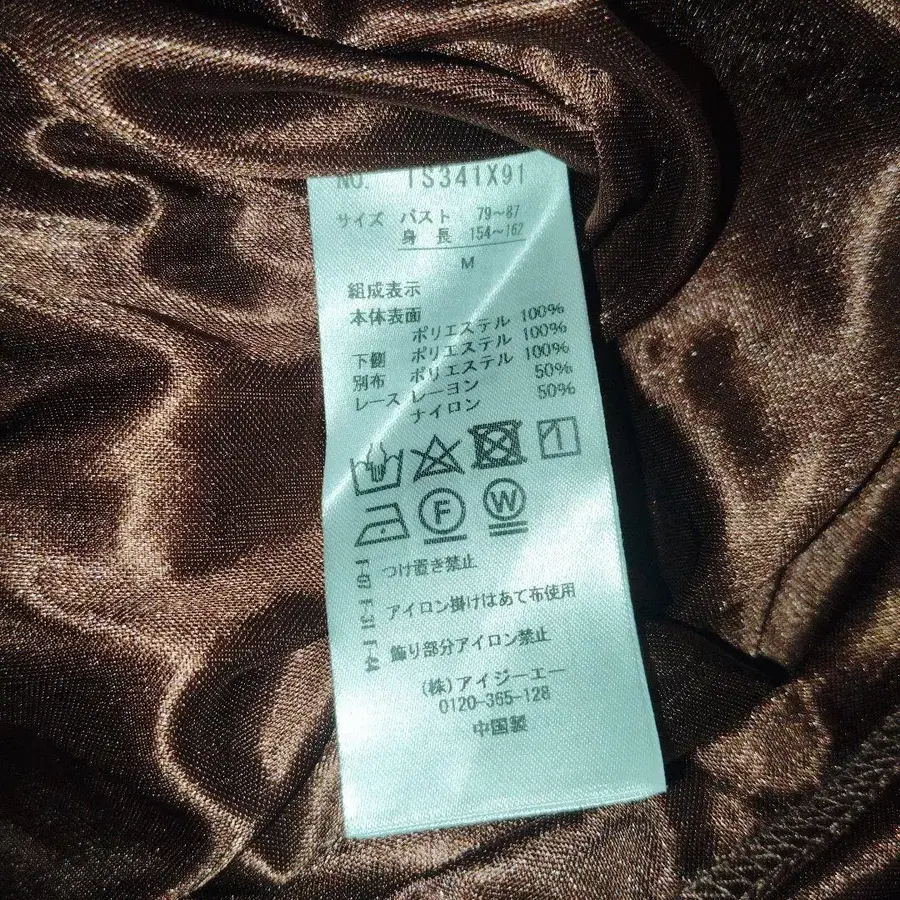 NO. TS341X91
サイズ バスト 79~87
身長 154~162
M
組成表示
本体表面
ポリエステル 100%
下側 ポリエステル 100%
別布 ポリエステル 100%
レース レーヨン 50%
ナイロン 50%
F
W
つけ置き禁止
アイロン掛けはあて布使用
飾り部分アイロン禁止
(株)アイジーエー
0120-365-128
中国製
F-07 F-31 F-44